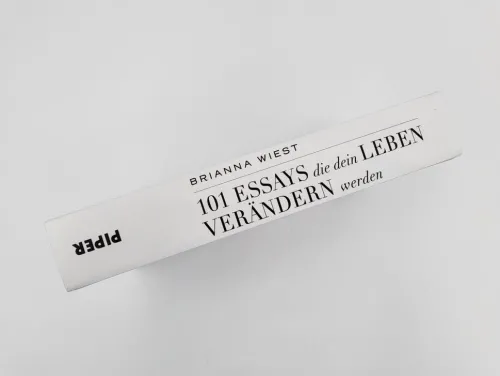 BRIANNA WIEST
101 ESSAYS die dein LEBEN
VERÄNDERN werden
PIPER